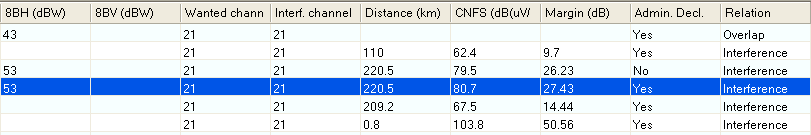 8BH (dBW) 8BV (dBW) Wanted chann Interf. channel Distance (km) CNFS (dB(uV/ Margin (dB) Admin. Decl. Relation
43 21 21 Yes Overlap
21 21 110 62.4 9.7 Yes Interference
53 21 21 220.5 79.5 26.23 No Interference
53 21 21 220.5 80.7 27.43 Yes Interference
21 21 209.2 67.5 14.44 Yes Interference
21 21 0.8 103.8 50.56 Yes Interference